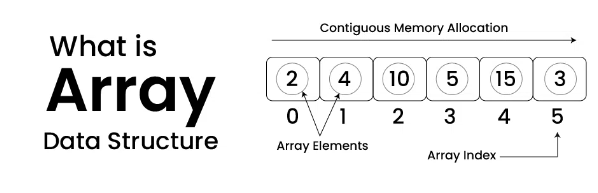 What is
Array
Data Structure
Contiguous Memory Allocation
2 4 10 5 15 3
0 1 2 3 4 5
Array Elements
Array Index